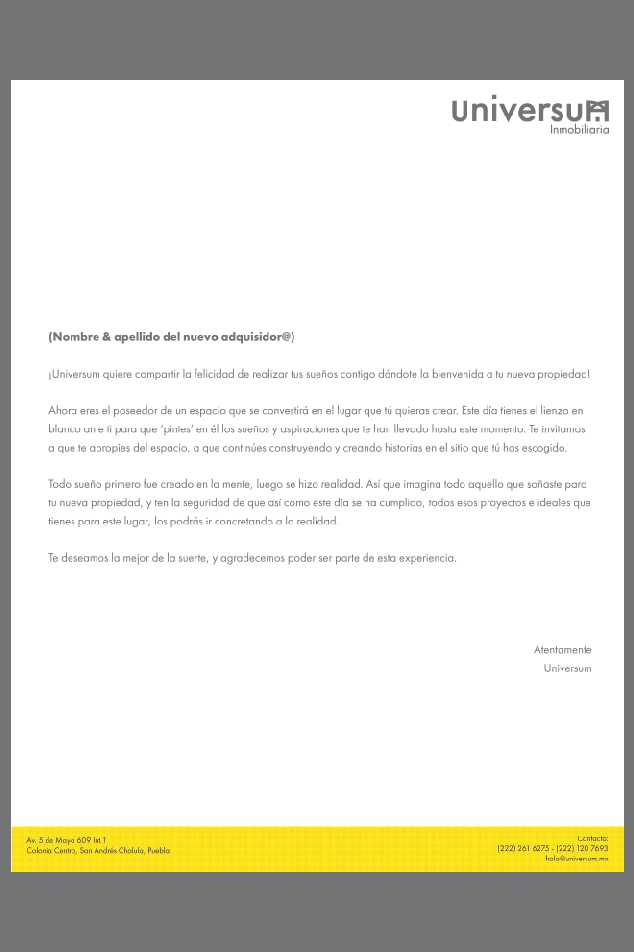 Universum
Inmobiliaria
(Nombre & apellido del nuevo adquisidor@)
¡Universum quiere compartir la felicidad de realizar tus sueños contigo dándote la bienvenida a tu nueva propiedad!
Ahora eres el poseedor de un espacio que se convertirá en el lugar que tú quieras crear. Este día tienes el lienzo en
blanco ante ti para que 'pintes' en él los sueños y aspiraciones que te han llevado hasta este momento. Te invitamos
a que te apropies del espacio, a que continúes construyendo y creando historias en el sitio que tú has escogido.
Todo sueño primero fue creado en la mente, luego se hizo realidad. Así que imagina todo aquello que soñaste para
tu nueva propiedad, y ten la seguridad de que así como este día se ha cumplido, todos esos proyectos e ideales que
tienes para este lugar, los podrás ir concretando a la realidad.
Te deseamos la mejor de la suerte, y agradecemos poder ser parte de esta experiencia.
Atentamente
Universum
Av. 5 de Mayo 609 Int.1
Colonia Centro, San Andrés Cholula, Puebla
Contacto:
(222) 261 6275 - (222) 120 7693
hola@universum.mx